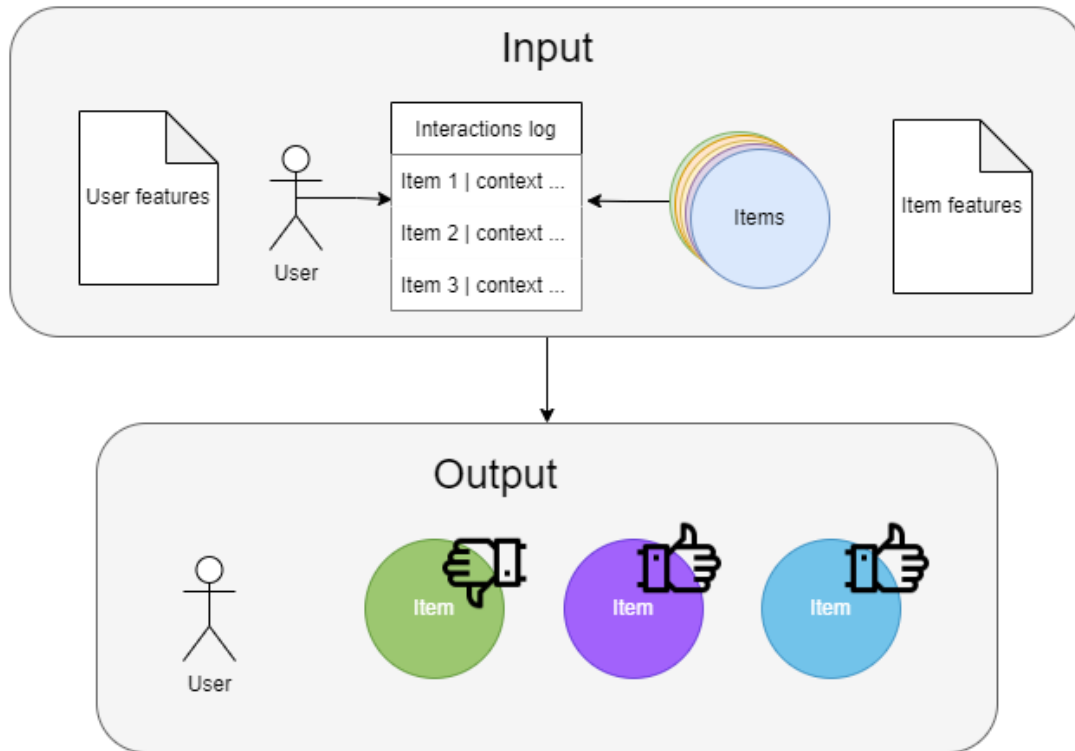 Input
User features
User
Interactions log
Item 1 | context ...
Item 2 | context ...
Item 3 | context ...
Items
Item features
Output
User
Item
Item
Item